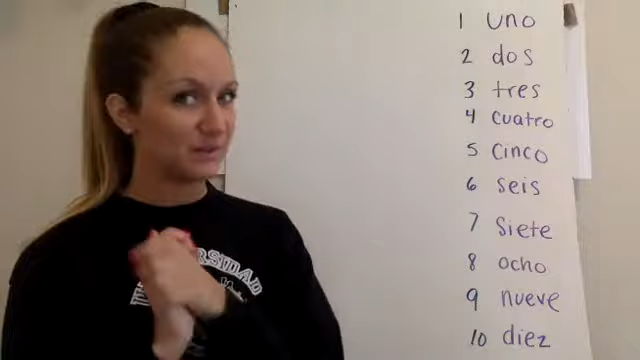 1 uno
2 dos
3 tres
4 cuatro
5 cinco
6 seis
7 siete
8 ocho
9 nueve
10 diez